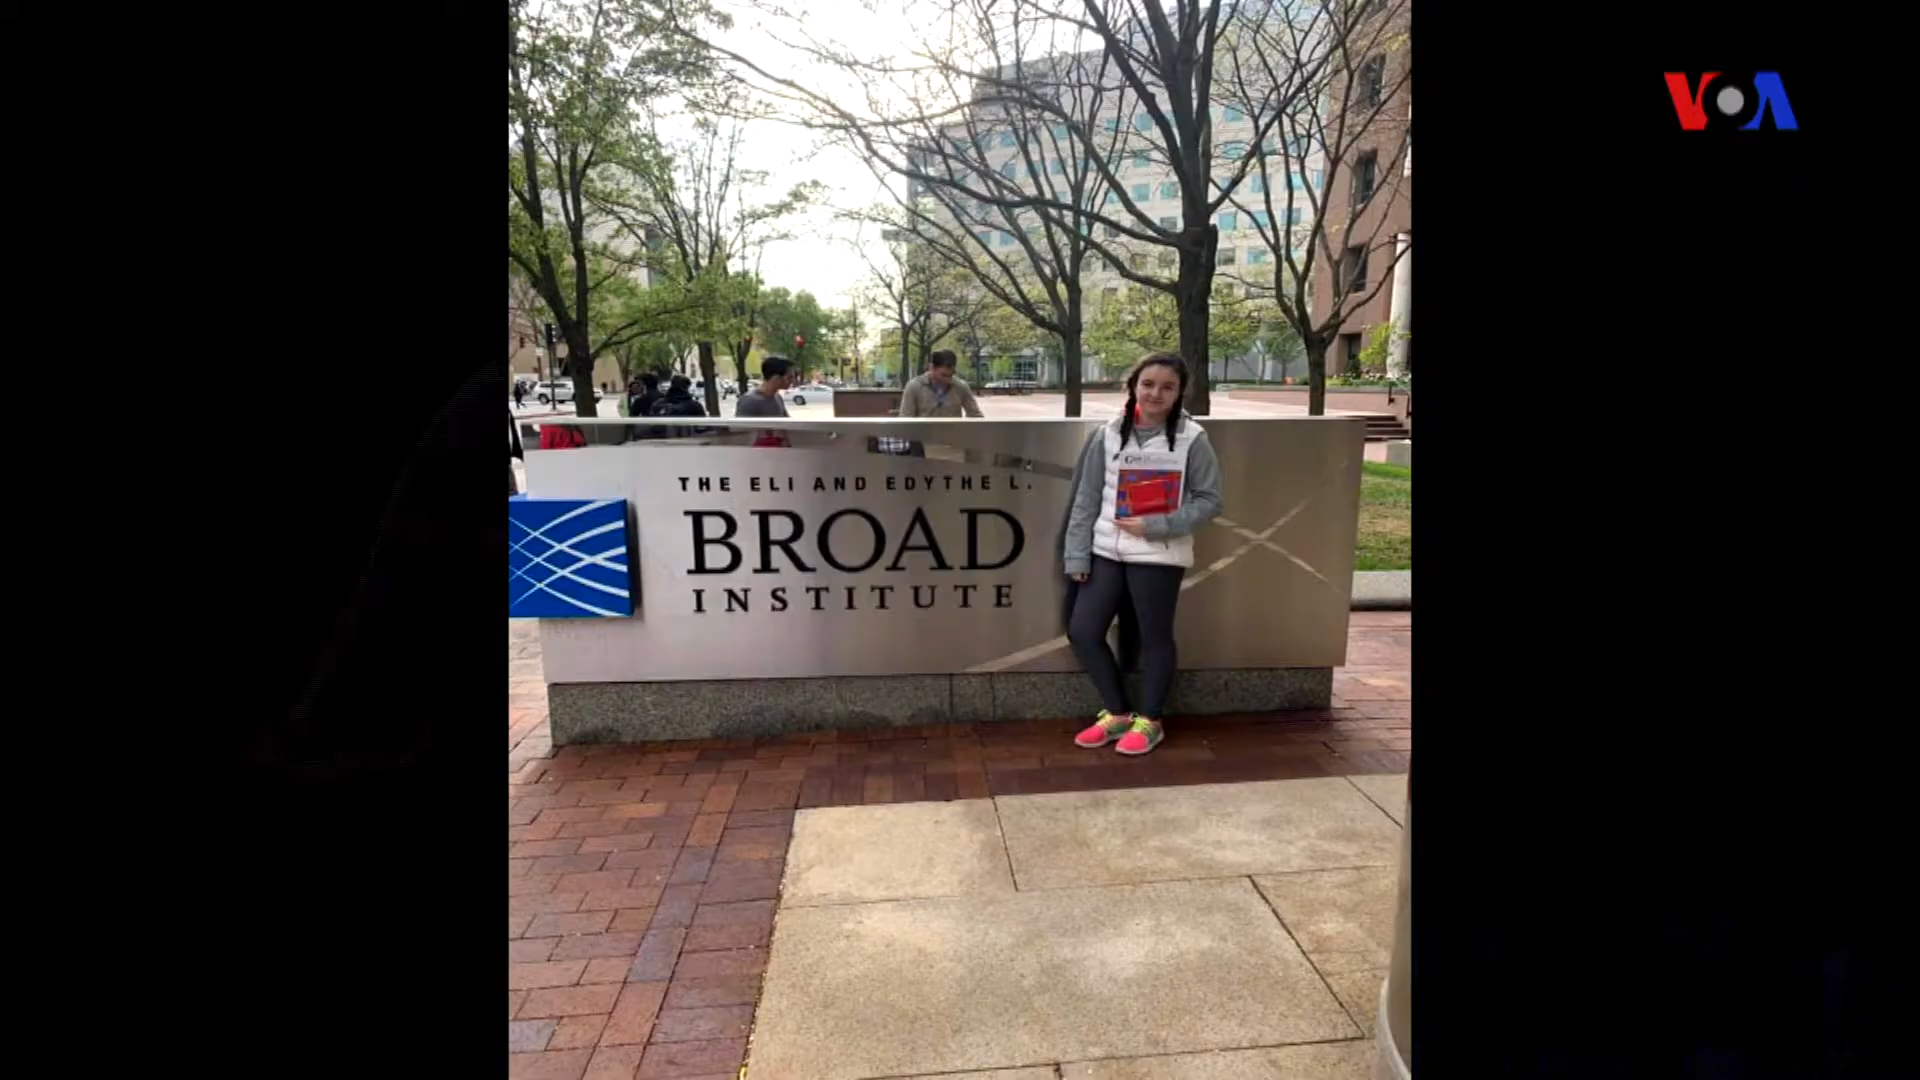 VOA
THE ELI AND EDYTHE L.
BROAD
INSTITUTE